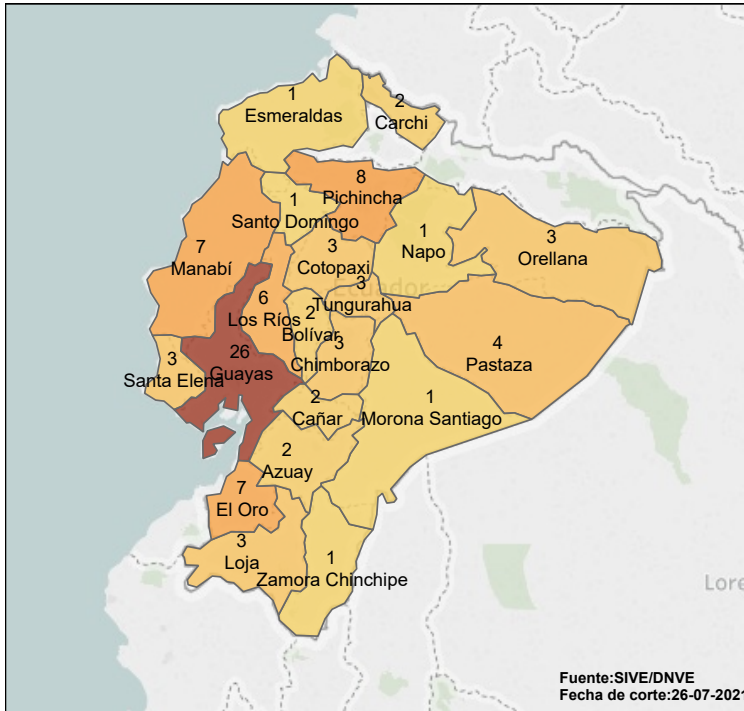 1
Esmeraldas
2
Carchi
8
Pichincha
1
Santo Domingo
1
Napo
3
Orellana
7
Manabí
3
Cotopaxi
Ecuador
3
Tungurahua
6
Los Ríos
2
Bolívar
3
Chimborazo
4
Pastaza
26
Guayas
3
Santa Elena
2
Cañar
1
Morona Santiago
2
Azuay
7
El Oro
3
Loja
1
Zamora Chinchipe
Lore
Fuente:SIVE/DNVE
Fecha de corte:26-07-2021